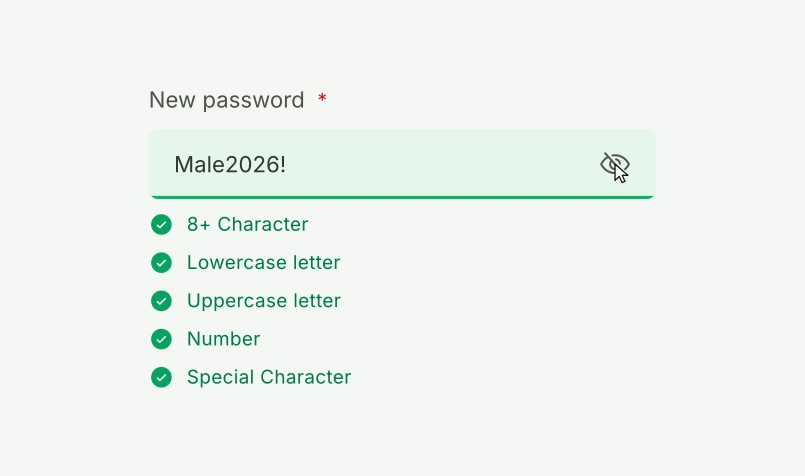 New password *
Male2026!
8+ Character
Lowercase letter
Uppercase letter
Number
Special Character